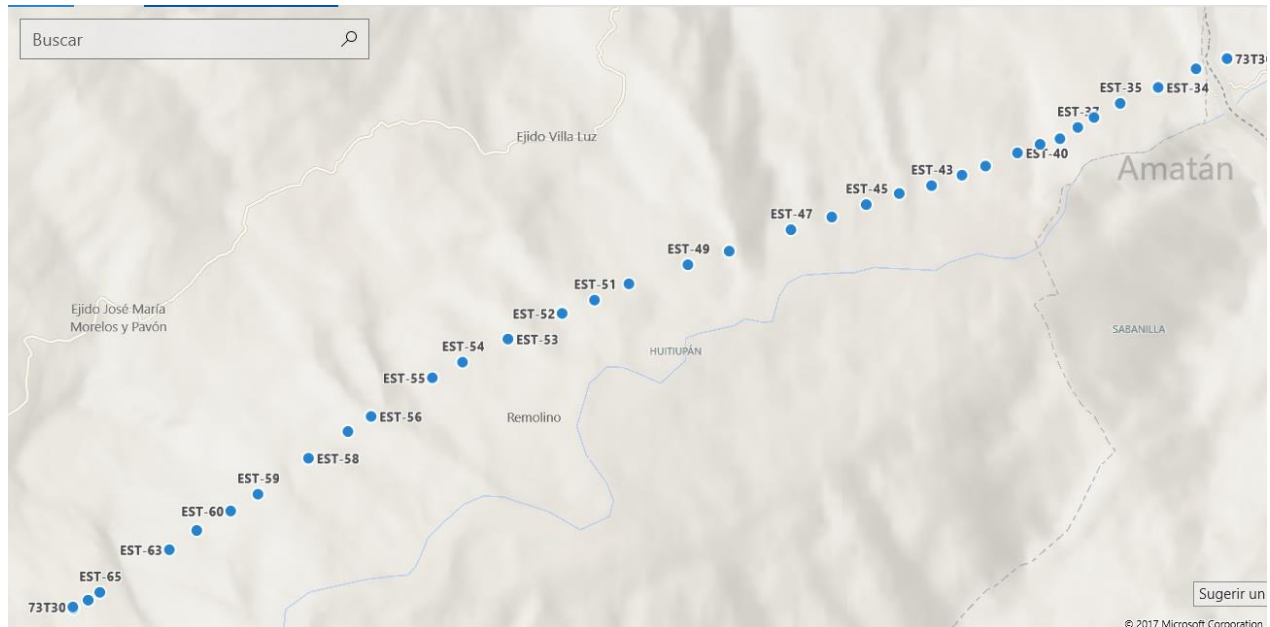 Buscar
73T30
EST-35
EST-34
EST-37
Ejido Villa Luz
EST-40
Amatán
EST-43
EST-45
EST-47
EST-49
EST-51
Ejido José María
Morelos y Pavón
EST-52
EST-53
SABANILLA
EST-54
HUITIUPÁN
EST-55
EST-56
Remolino
EST-58
EST-59
EST-60
EST-63
EST-65
73T30
Sugerir un
© 2017 Microsoft Corporation